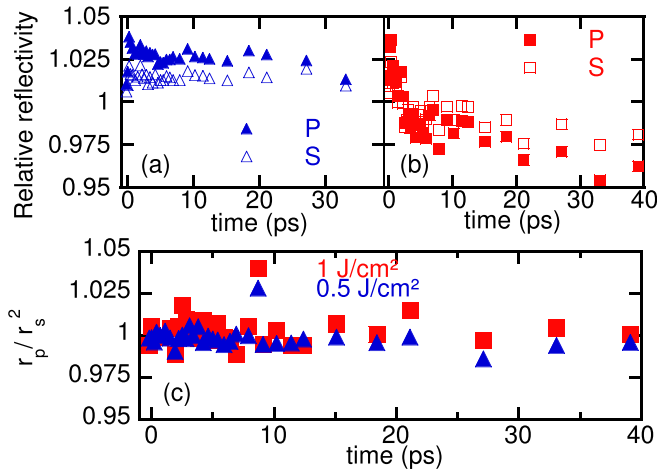 Relative reflectivity
1.05
1.025
1
0.975
0.95
P
S
(a)
0 10 20 30
time (ps)
P
S
(b)
0 10 20 30 40
time (ps)
r_p / r_s^2
1.05
1.025
1
0.975
0.95
1 J/cm²
0.5 J/cm²
(c)
0 10 20 30 40
time (ps)